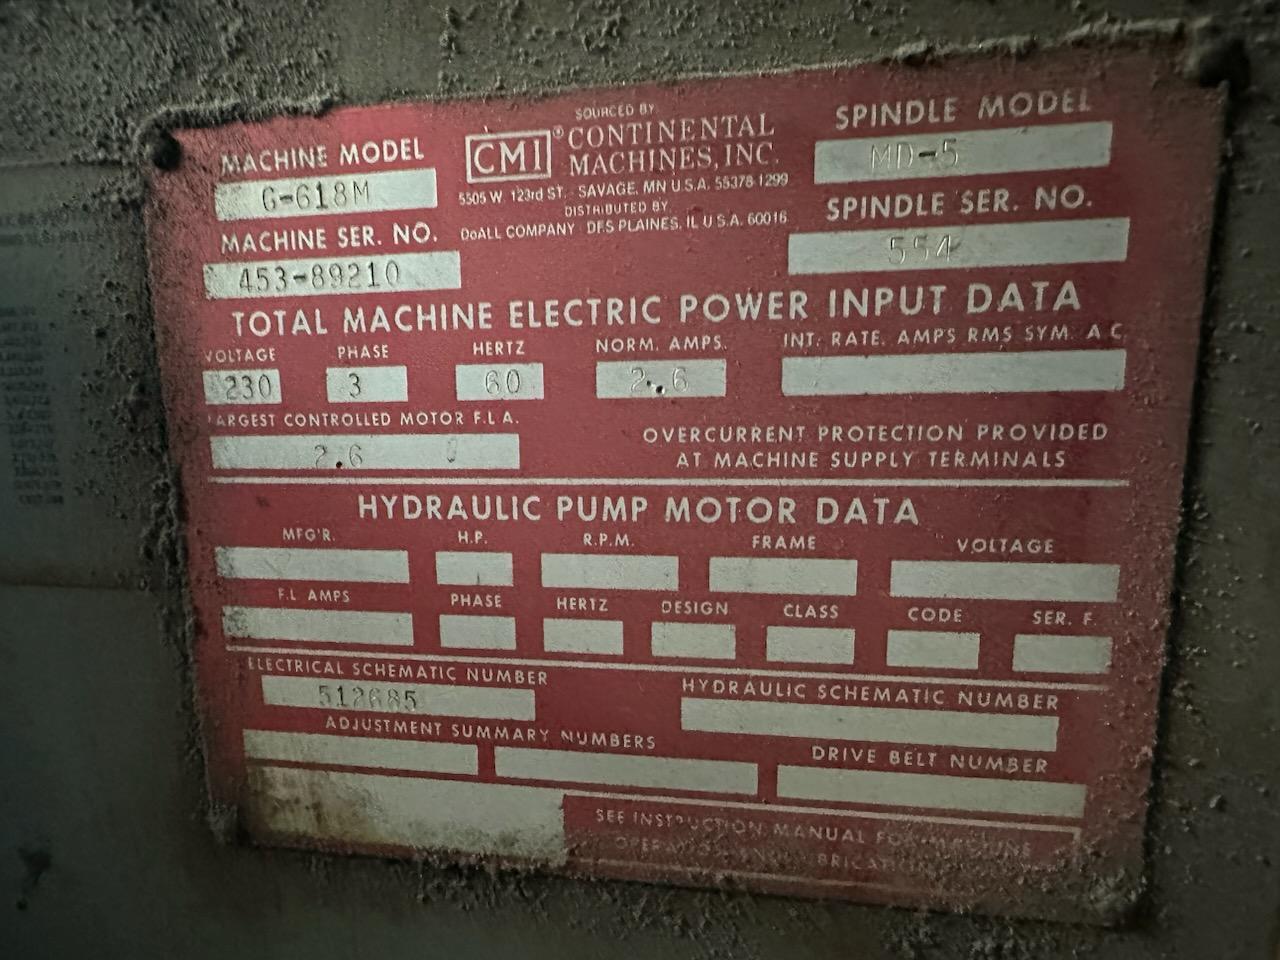 SOURCED BY
CMI® CONTINENTAL
MACHINES, INC.
5505 W. 123rd ST. - SAVAGE, MN U.S.A. 55378-1299
DISTRIBUTED BY
DoALL COMPANY - DES PLAINES, IL U.S.A. 60016
MACHINE MODEL
G-618M
SPINDLE MODEL
MD-5
MACHINE SER. NO.
453-89210
SPINDLE SER. NO.
554
TOTAL MACHINE ELECTRIC POWER INPUT DATA
VOLTAGE PHASE HERTZ NORM. AMPS. INT. RATE. AMPS RMS SYM. A C
230 3 60 2.6
LARGEST CONTROLLED MOTOR F.L.A.
2.6
OVERCURRENT PROTECTION PROVIDED
AT MACHINE SUPPLY TERMINALS
HYDRAULIC PUMP MOTOR DATA
MFG'R. H.P. R.P.M. FRAME VOLTAGE
F.L. AMPS PHASE HERTZ DESIGN CLASS CODE SER. F.
ELECTRICAL SCHEMATIC NUMBER
512685
HYDRAULIC SCHEMATIC NUMBER
ADJUSTMENT SUMMARY NUMBERS
DRIVE BELT NUMBER
SEE INSTRUCTION MANUAL FOR MACHINE